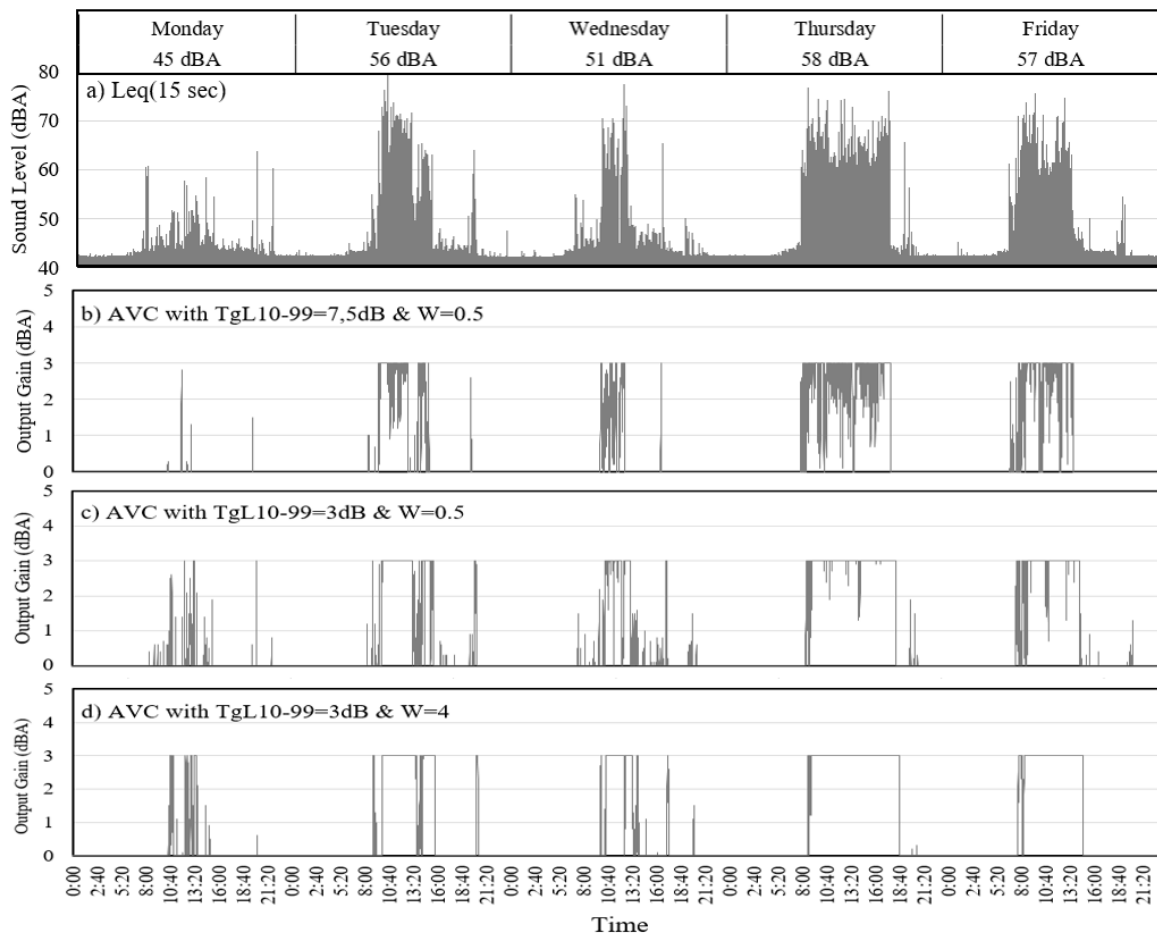 Monday Tuesday Wednesday Thursday Friday
45 dBA 56 dBA 51 dBA 58 dBA 57 dBA
a) Leq(15 sec)
Sound Level (dBA)
80
70
60
50
40
b) AVC with TgL10-99=7,5dB & W=0.5
Output Gain (dBA)
5
4
3
2
1
0
c) AVC with TgL10-99=3dB & W=0.5
Output Gain (dBA)
5
4
3
2
1
0
d) AVC with TgL10-99=3dB & W=4
Output Gain (dBA)
5
4
3
2
1
0
0:00 2:40 5:20 8:00 10:40 13:20 16:00 18:40 21:20 0:00 2:40 5:20 8:00 10:40 13:20 16:00 18:40 21:20 0:00 2:40 5:20 8:00 10:40 13:20 16:00 18:40 21:20 0:00 2:40 5:20 8:00 10:40 13:20 16:00 18:40 21:20 0:00 2:40 5:20 8:00 10:40 13:20 16:00 18:40 21:20
Time